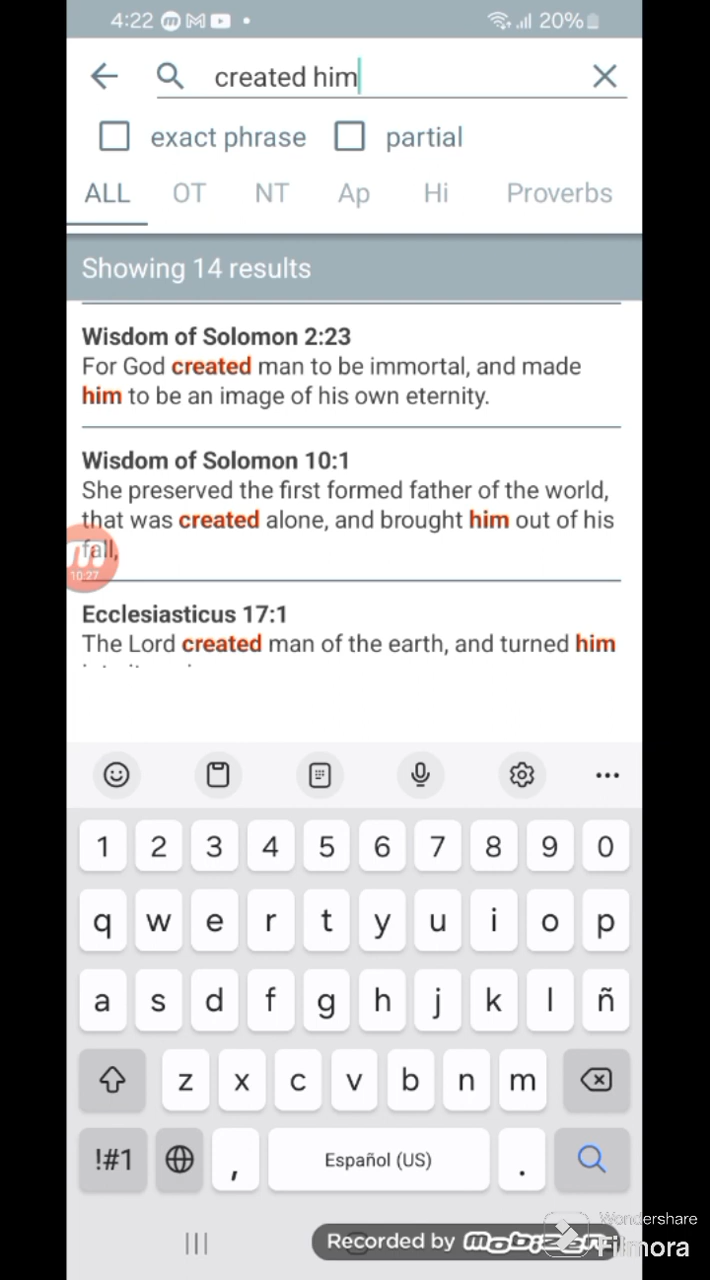 4:22 20%
created him
exact phrase partial
ALL OT NT Ap Hi Proverbs
Showing 14 results
Wisdom of Solomon 2:23
For God created man to be immortal, and made
him to be an image of his own eternity.
Wisdom of Solomon 10:1
She preserved the first formed father of the world,
that was created alone, and brought him out of his
fall,
10:27
Ecclesiasticus 17:1
The Lord created man of the earth, and turned him
1 2 3 4 5 6 7 8 9 0
q w e r t y u i o p
a s d f g h j k l ñ
z x c v b n m
!#1 , Español (US) .
Wondershare
Recorded by mobizen
Filmora